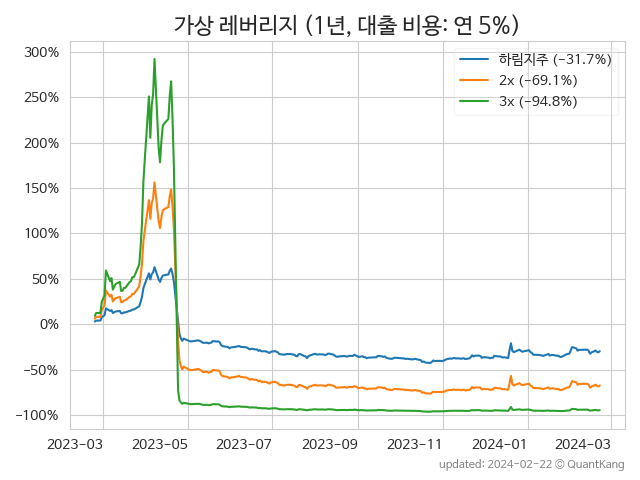 가상 레버리지 (1년, 대출 비용: 연 5%)
300%
250%
200%
150%
100%
50%
0%
−50%
−100%
하림지주 (-31.7%)
2x (-69.1%)
3x (-94.8%)
2023-03 2023-05 2023-07 2023-09 2023-11 2024-01 2024-03
updated: 2024-02-22 © QuantKang